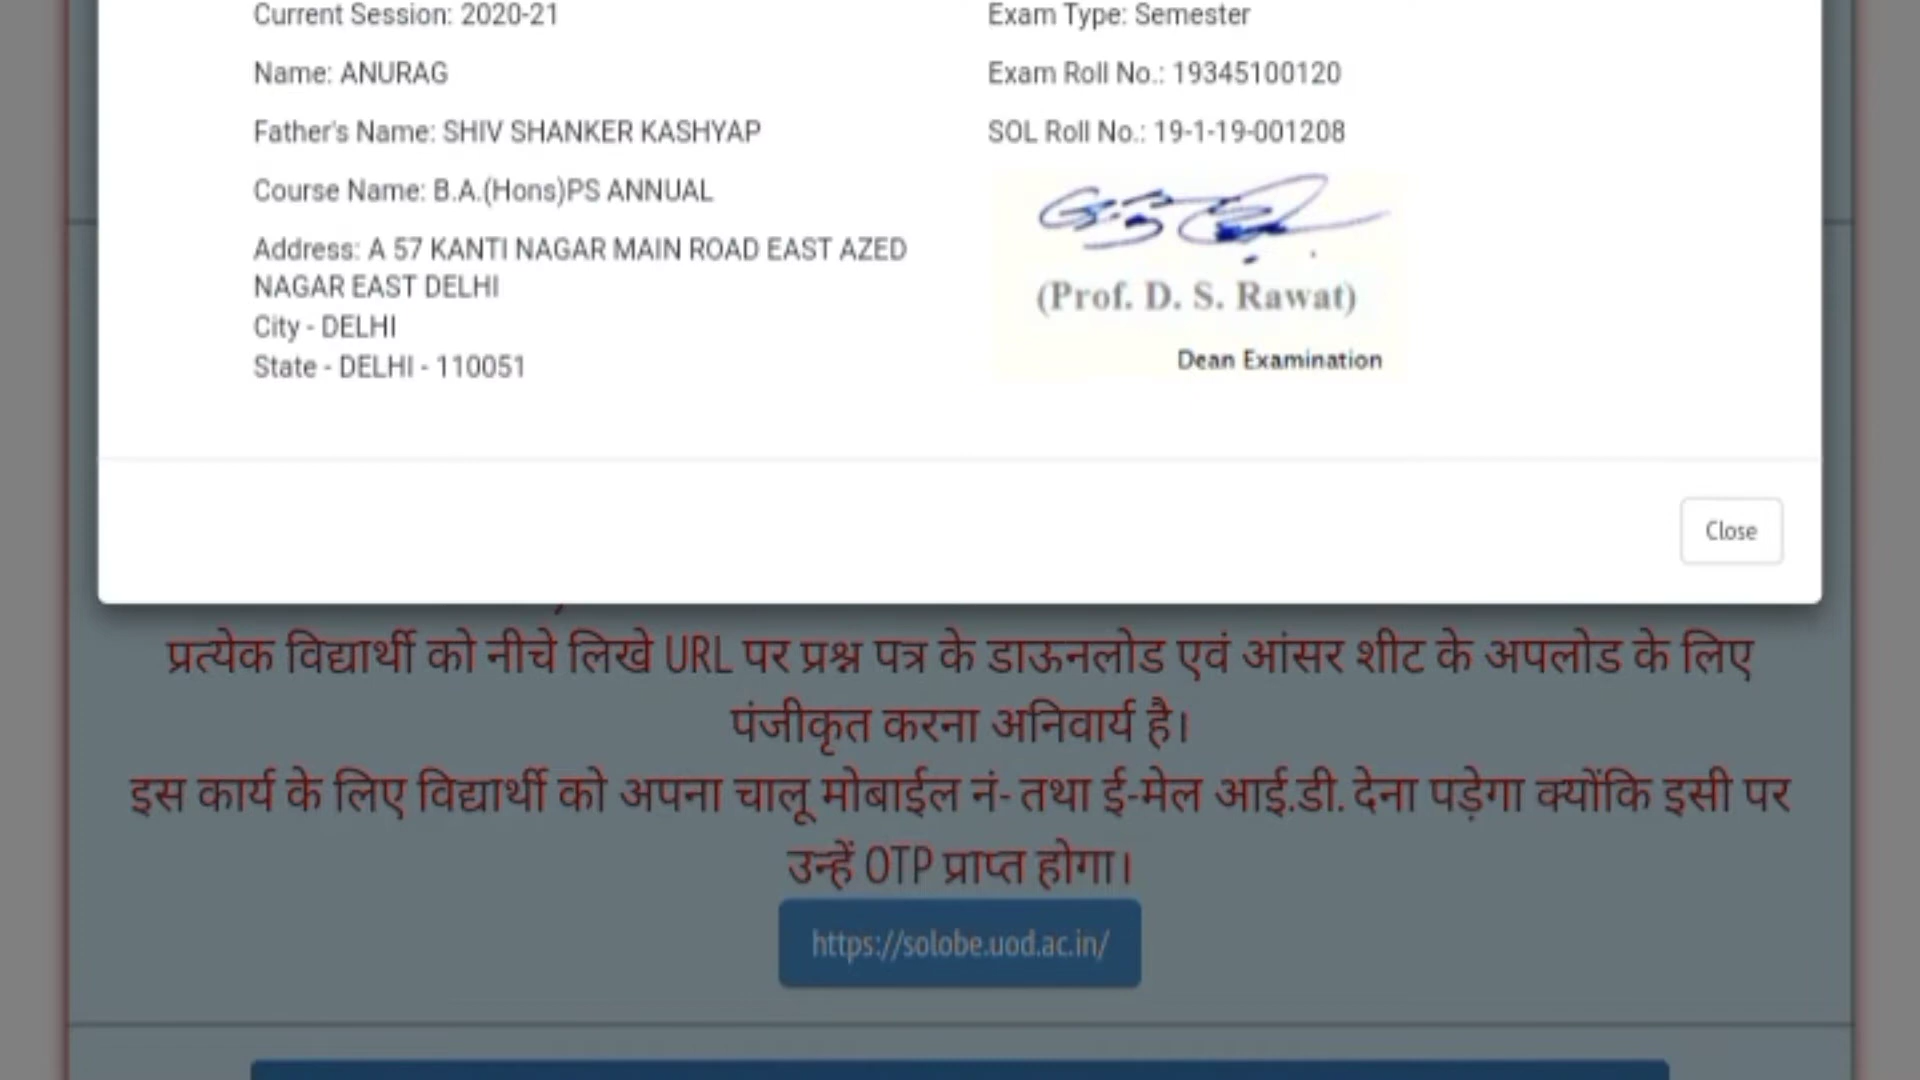 Current Session: 2020-21
Exam Type: Semester
Name: ANURAG
Exam Roll No.: 19345100120
Father's Name: SHIV SHANKER KASHYAP
SOL Roll No.: 19-1-19-001208
Course Name: B.A.(Hons)PS ANNUAL
Address: A 57 KANTI NAGAR MAIN ROAD EAST AZED
NAGAR EAST DELHI
City - DELHI
State - DELHI - 110051
(Prof. D. S. Rawat)
Dean Examination
Close
प्रत्येक विद्यार्थी को नीचे लिखे URL पर प्रश्न पत्र के डाऊनलोड एवं आंसर शीट के अपलोड के लिए
पंजीकृत करना अनिवार्य है।
इस कार्य के लिए विद्यार्थी को अपना चालू मोबाईल नं- तथा ई-मेल आई.डी. देना पड़ेगा क्योंकि इसी पर
उन्हें OTP प्राप्त होगा।
https://solobe.uod.ac.in/